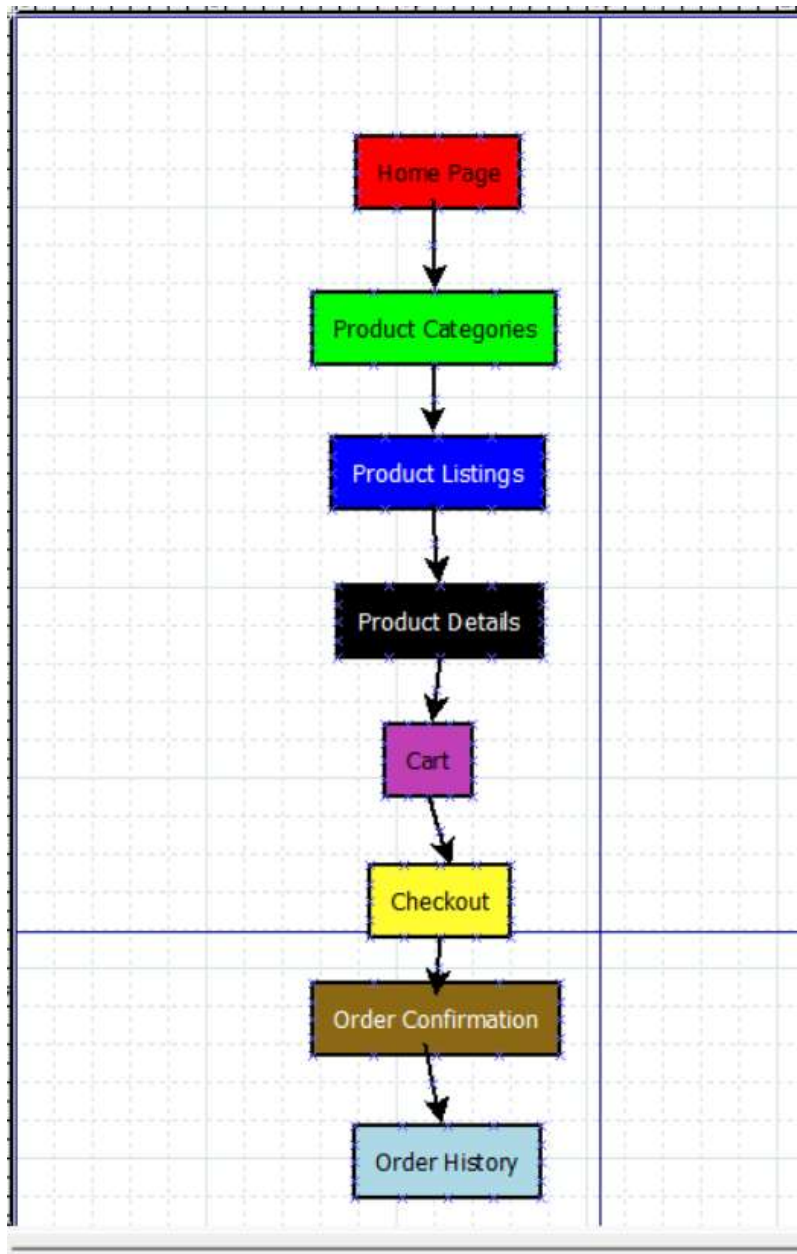 Home Page
Product Categories
Product Listings
Product Details
Cart
Checkout
Order Confirmation
Order History